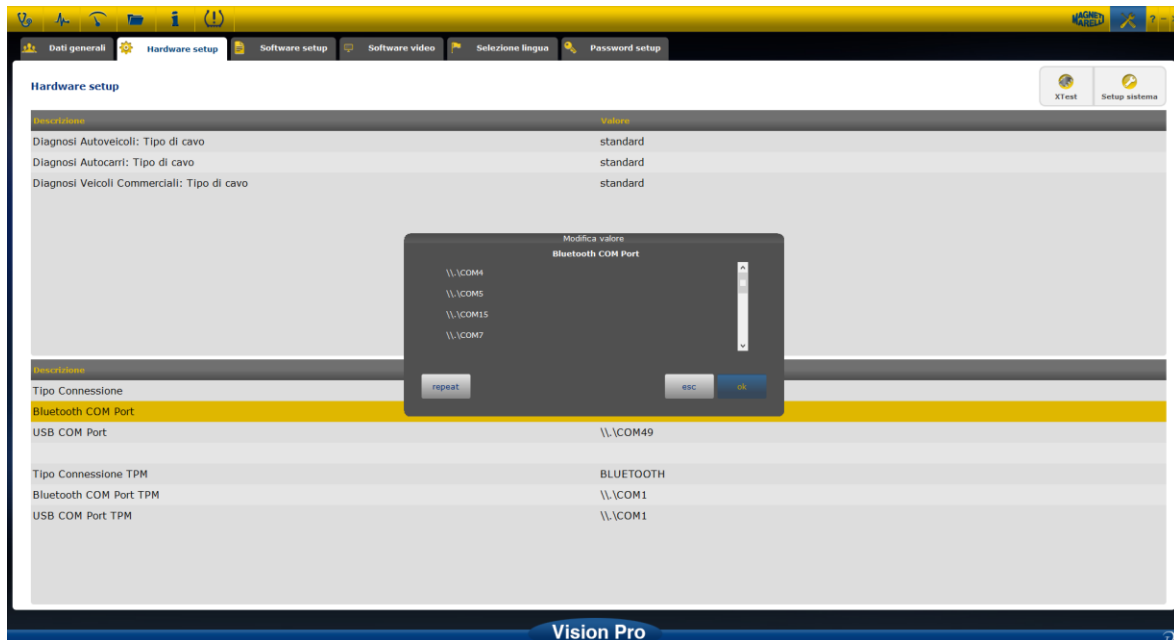 MAGNETI
MARELLI
? -
Dati generali Hardware setup Software setup Software video Selezione lingua Password setup
Hardware setup
XTest Setup sistema
Descrizione Valore
Diagnosi Autoveicoli: Tipo di cavo standard
Diagnosi Autocarri: Tipo di cavo standard
Diagnosi Veicoli Commerciali: Tipo di cavo standard
Modifica valore
Bluetooth COM Port
\\.\COM4
\\.\COM5
\\.\COM15
\\.\COM7
repeat esc ok
Descrizione
Tipo Connessione
Bluetooth COM Port
USB COM Port \\.\COM49
Tipo Connessione TPM BLUETOOTH
Bluetooth COM Port TPM \\.\COM1
USB COM Port TPM \\.\COM1
Vision Pro